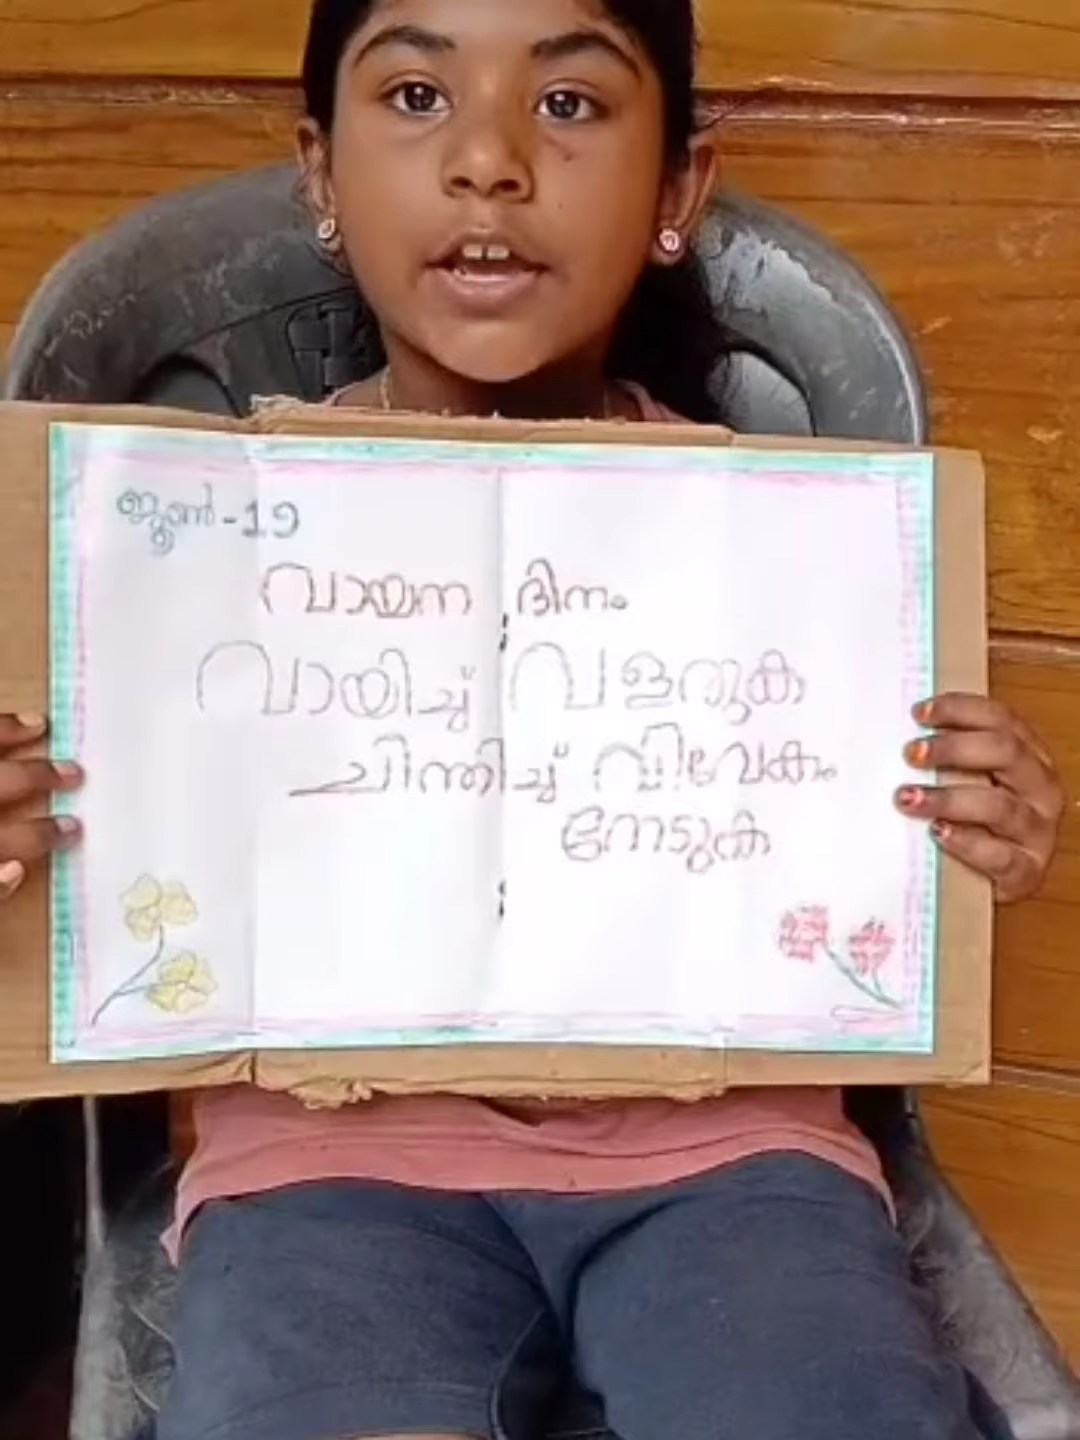 ജൂൺ-19
വായന ദിനം
വായിച്ച് വളരുക
ചിന്തിച്ച് വിവേകം
നേടുക